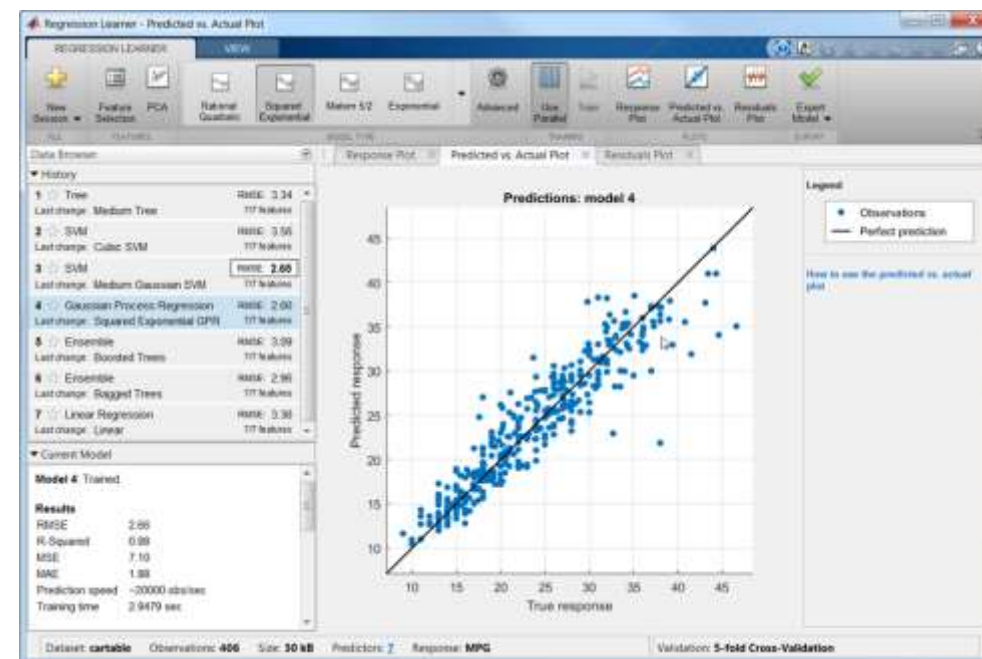 Regression Learner - Predicted vs. Actual Plot
REGRESSION LEARNER VIEW
New Session
Feature Selection
PCA
Rational Quadratic
Squared Exponential
Matern 5/2
Exponential
Advanced
Use Parallel
Train
Response Plot
Predicted vs. Actual Plot
Residuals Plot
Export Model
FILE FEATURES MODEL TYPE TRAINING PLOTS EXPORT
Data Browser
Response Plot Predicted vs. Actual Plot Residuals Plot
History
1 Tree RMSE: 3.34
Last change: Medium Tree 7/7 features
2 SVM RMSE: 3.56
Last change: Cubic SVM 7/7 features
3 SVM RMSE: 2.66
Last change: Medium Gaussian SVM 7/7 features
4 Gaussian Process Regression RMSE:
Last change: Squared Exponential GPR 7/7 features
5 Ensemble RMSE:
Last change: Boosted Trees 7/7 features
6 Ensemble RMSE: 2.96
Last change: Bagged Trees 7/7 features
7 Linear Regression RMSE:
Last change: Linear 7/7 features
Current Model
Model 4: Trained
Results
RMSE 2.66
R-Squared
MSE 7.10
MAE
Prediction speed ~20000 obs/sec
Training time 2.9479 sec
Predictions: model 4
Predicted response
45
40
35
30
25
20
15
10
10 15 20 25 30 35 40 45
True response
Legend
Observations
Perfect prediction
How to use the predicted vs. actual
plot
Dataset: cartable Observations: 406 Size: 30 kB Predictors: 7 Response: MPG Validation: 5-fold Cross-Validation